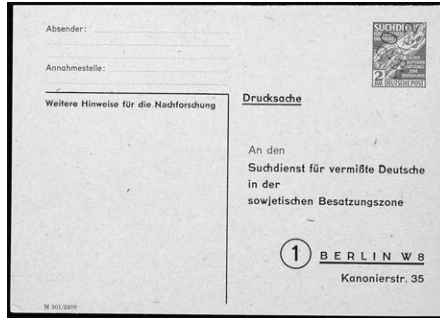 Absender:
Annahmestelle:
Weitere Hinweise für die Nachforschung
SUCHDIENST
2
DEUTSCHE POST
Drucksache
An den
Suchdienst für vermißte Deutsche
in der
sowjetischen Besatzungszone
1 BERLIN W 8
Kanonierstr. 35
M 301